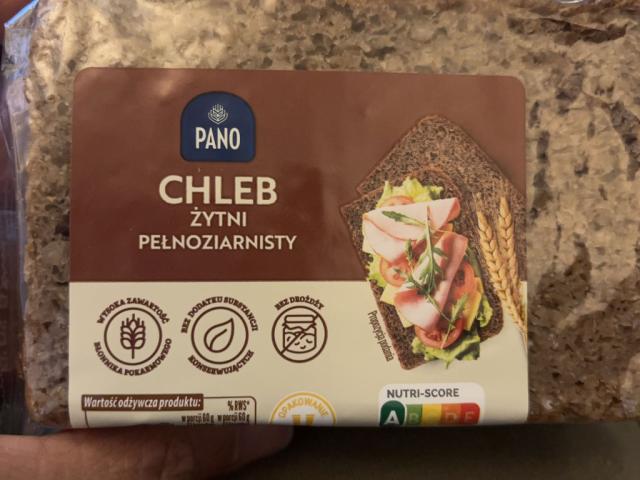 PANO
CHLEB
ŻYTNI
PEŁNOZIARNISTY
WYSOKA ZAWARTOŚĆ
BŁONNIKA POKARMOWEGO
BEZ DODATKU SUBSTANCJI
KONSERWUJĄCYCH
BEZ DROŻDŻY
Propozycja podania
Wartość odżywcza produktu:
% RWS*
w porcji 60 g w porcji 60 g
OPAKOWANIE
NUTRI-SCORE
A B C D E